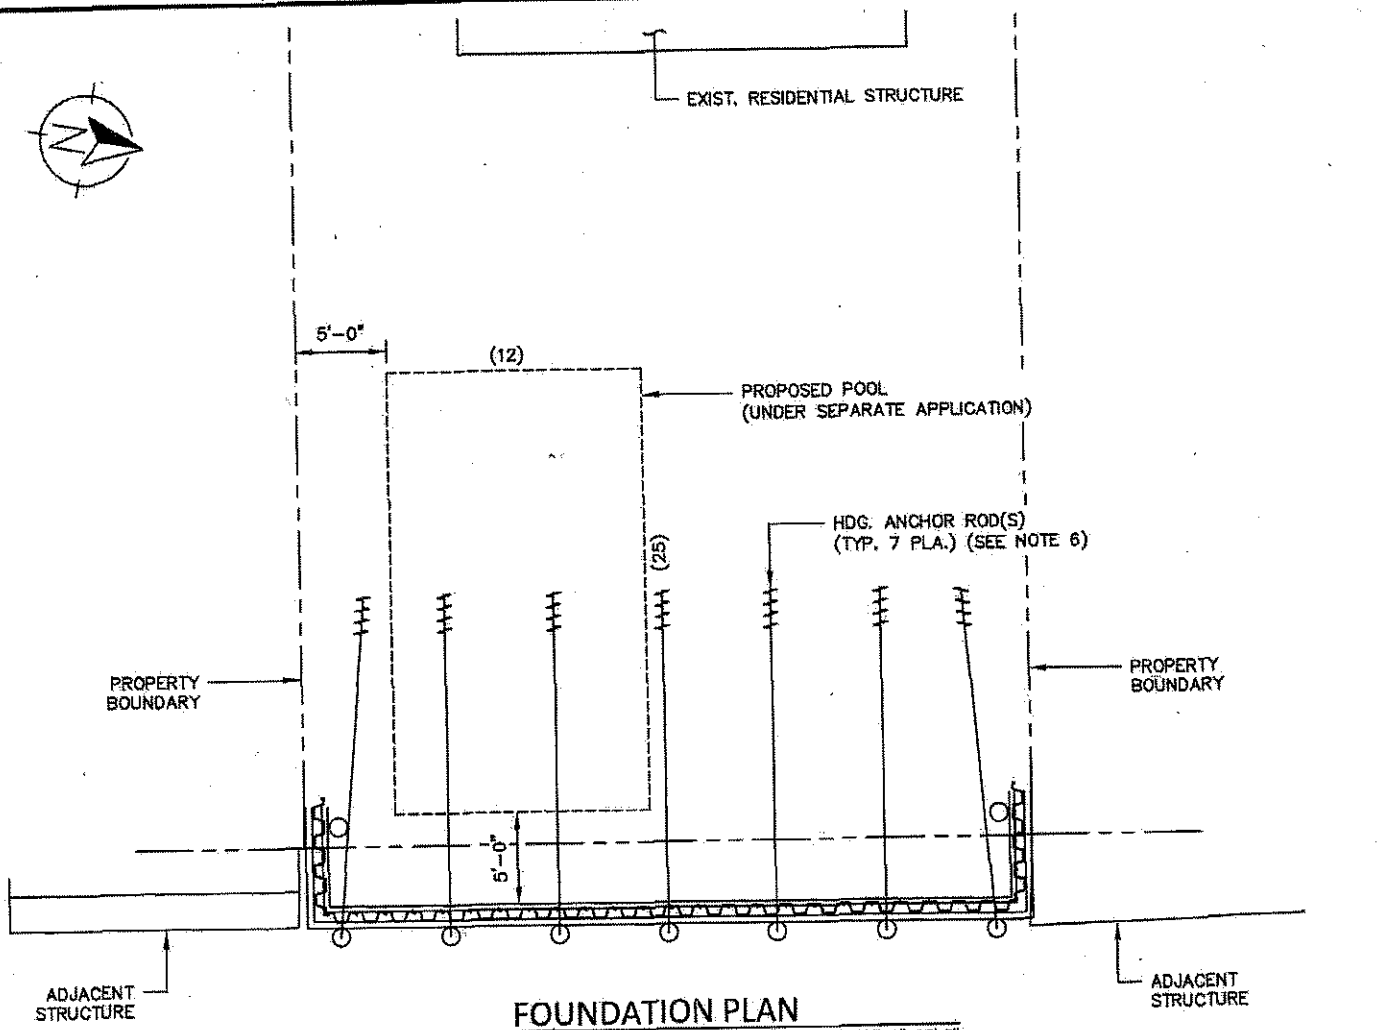 EXIST. RESIDENTIAL STRUCTURE
N
5'-0"
(12)
PROPOSED POOL
(UNDER SEPARATE APPLICATION)
HDG. ANCHOR ROD(S)
(TYP. 7 PLA.) (SEE NOTE 6)
(25)
PROPERTY
BOUNDARY
PROPERTY
BOUNDARY
5'-0"
ADJACENT
STRUCTURE
ADJACENT
STRUCTURE
FOUNDATION PLAN